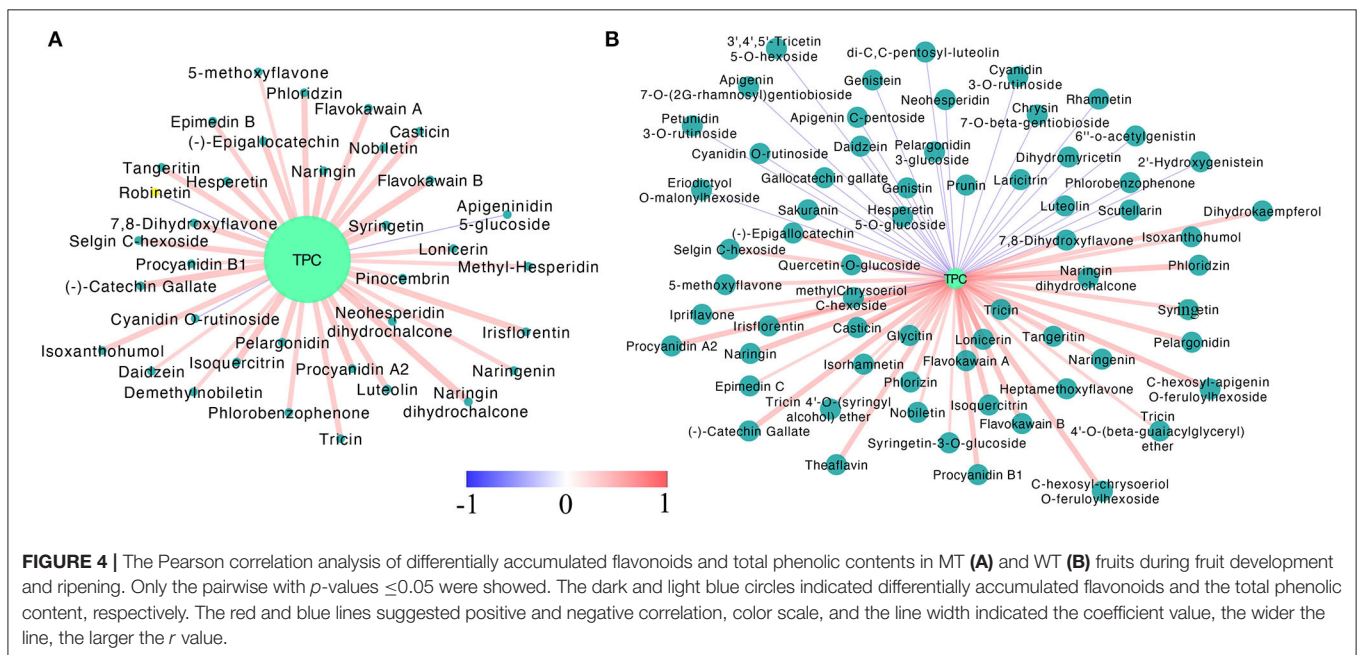 A
5-methoxyflavone
Phloridzin
Flavokawain A
Epimedin B
Casticin
(-)-Epigallocatechin
Nobiletin
Tangeritin
Naringin
Hesperetin
Flavokawain B
Robinetin
Apigeninidin
5-glucoside
7,8-Dihydroxyflavone
Syringetin
Selgin C-hexoside
Lonicerin
TPC
Procyanidin B1
Methyl-Hesperidin
Pinocembrin
(-)-Catechin Gallate
Neohesperidin
dihydrochalcone
Cyanidin O-rutinoside
Irisflorentin
Pelargonidin
Isoxanthohumol
Isoquercitrin
Procyanidin A2
Naringenin
Daidzein
Luteolin
Demethylnobiletin
Naringin
dihydrochalcone
Phlorobenzophenone
Tricin
B
3',4',5'-Tricetin
5-O-hexoside
di-C,C-pentosyl-luteolin
Apigenin
7-O-(2G-rhamnosyl)gentiobioside
Genistein
Cyanidin
3-O-rutinoside
Neohesperidin
Rhamnetin
Petunidin
3-O-rutinoside
Apigenin C-pentoside
Chrysin
7-O-beta-gentiobioside
6''-o-acetylgenistin
Cyanidin O-rutinoside
Daidzein
Pelargonidin
3-glucoside
Dihydromyricetin
2'-Hydroxygenistein
Gallocatechin gallate
Genistin
Prunin
Laricitrin
Phlorobenzophenone
Eriodictyol
O-malonylhexoside
Sakuranin
Hesperetin
5-O-glucoside
Luteolin
Scutellarin
Dihydrokaempferol
(-)-Epigallocatechin
7,8-Dihydroxyflavone
Isoxanthohumol
Selgin C-hexoside
Quercetin-O-glucoside
Phloridzin
5-methoxyflavone
methylChrysoeriol
C-hexoside
TPC
Naringin
dihydrochalcone
Ipriflavone
Tricin
Syringetin
Irisflorentin
Casticin
Glycitin
Procyanidin A2
Lonicerin
Tangeritin
Pelargonidin
Naringin
Isorhamnetin
Flavokawain A
Naringenin
Epimedin C
Phlorizin
Heptamethoxyflavone
C-hexosyl-apigenin
O-feruloylhexoside
Tricin 4'-O-(syringyl
alcohol) ether
Nobiletin
Isoquercitrin
Tricin
4'-O-(beta-guaiacylglyceryl)
ether
(-)-Catechin Gallate
Flavokawain B
Syringetin-3-O-glucoside
Theaflavin
Procyanidin B1
C-hexosyl-chrysoeriol
O-feruloylhexoside
-1 0 1
FIGURE 4 | The Pearson correlation analysis of differentially accumulated flavonoids and total phenolic contents in MT (A) and WT (B) fruits during fruit development
and ripening. Only the pairwise with p-values ≤0.05 were showed. The dark and light blue circles indicated differentially accumulated flavonoids and the total phenolic
content, respectively. The red and blue lines suggested positive and negative correlation, color scale, and the line width indicated the coefficient value, the wider the
line, the larger the r value.